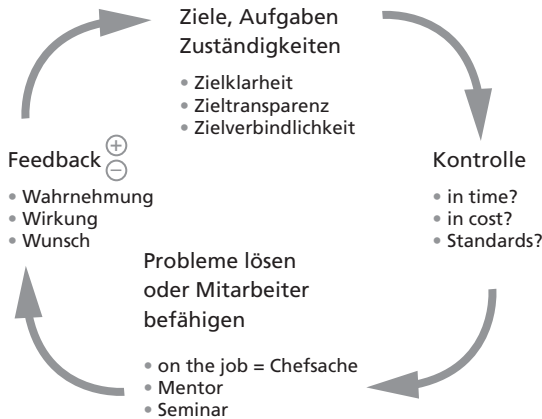 Ziele, Aufgaben
Zuständigkeiten
• Zielklarheit
• Zieltransparenz
• Zielverbindlichkeit
Kontrolle
• in time?
• in cost?
• Standards?
Probleme lösen
oder Mitarbeiter
befähigen
• on the job = Chefsache
• Mentor
• Seminar
Feedback + −
• Wahrnehmung
• Wirkung
• Wunsch